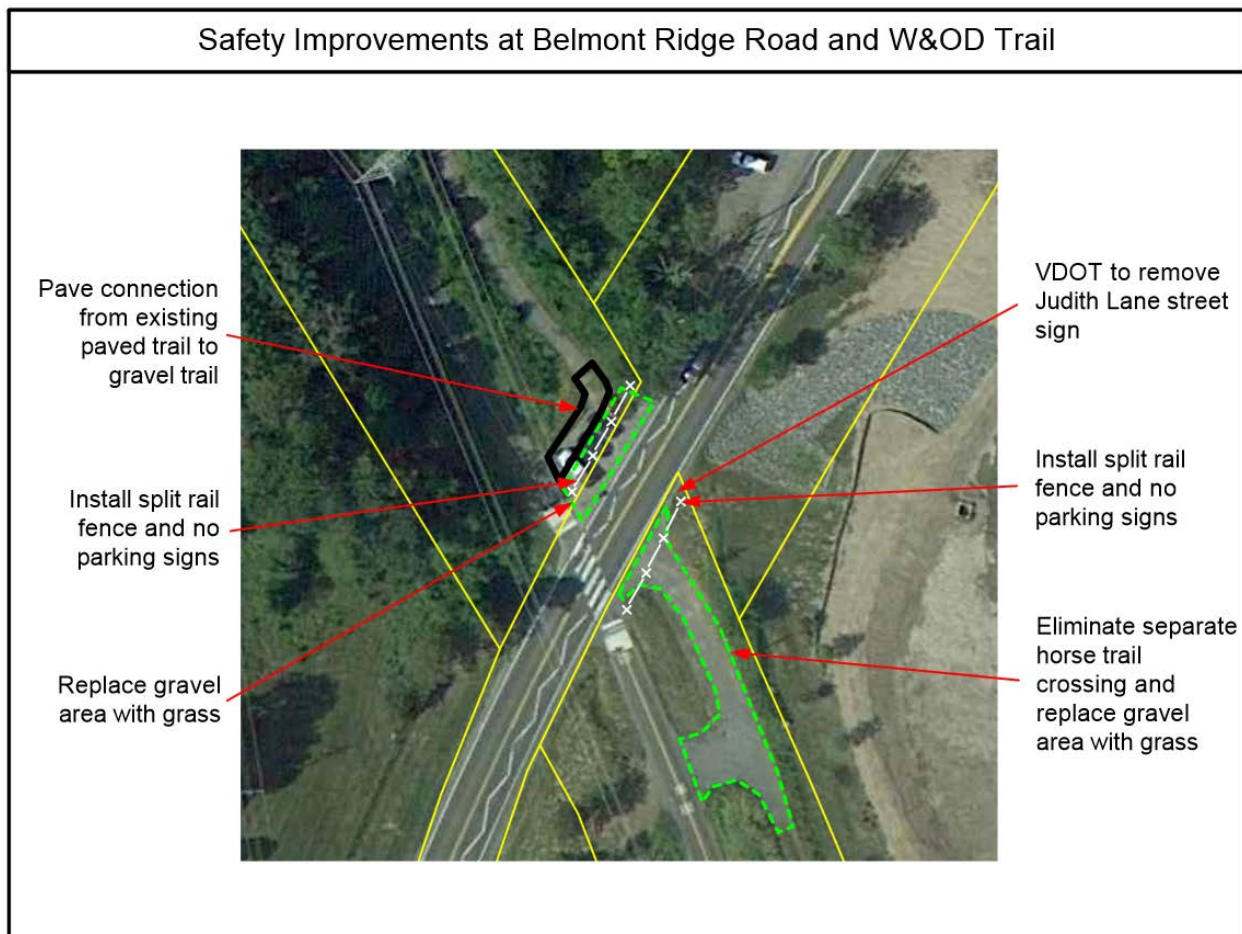 Safety Improvements at Belmont Ridge Road and W&OD Trail
Pave connection
from existing
paved trail to
gravel trail
Install split rail
fence and no
parking signs
Replace gravel
area with grass
VDOT to remove
Judith Lane street
sign
Install split rail
fence and no
parking signs
Eliminate separate
horse trail
crossing and
replace gravel
area with grass